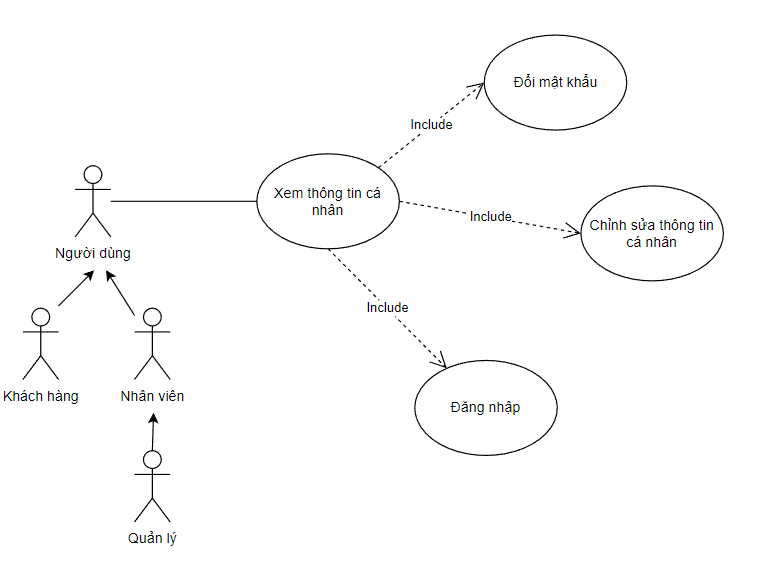 Đổi mật khẩu
Include
Xem thông tin cá
nhân
Include
Chỉnh sửa thông tin
cá nhân
Người dùng
Include
Khách hàng
Nhân viên
Đăng nhập
Quản lý